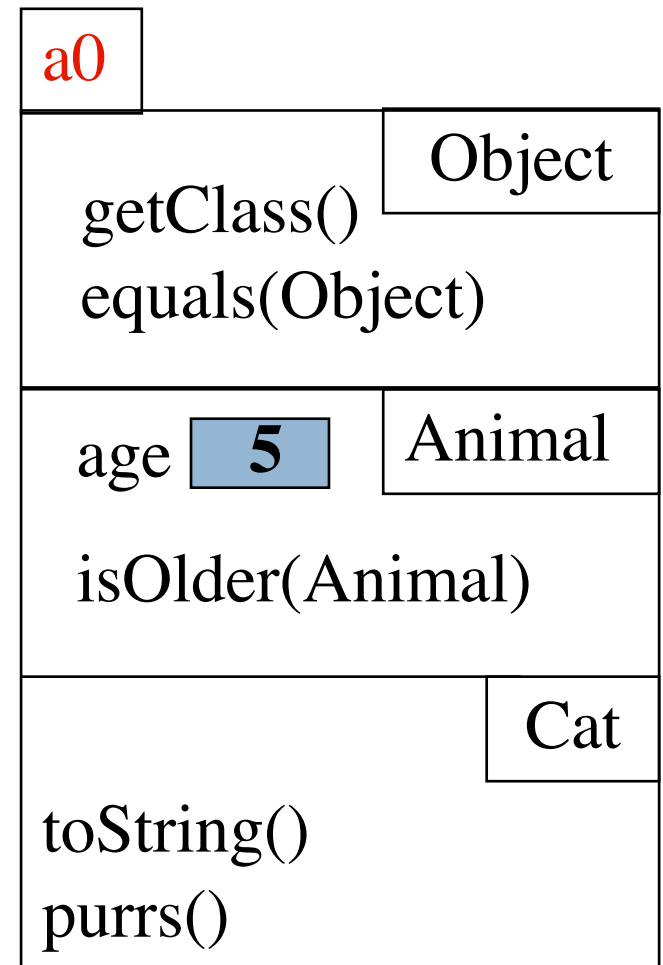 a0
Object
getClass()
equals(Object)
age 5
Animal
isOlder(Animal)
Cat
toString()
purrs()